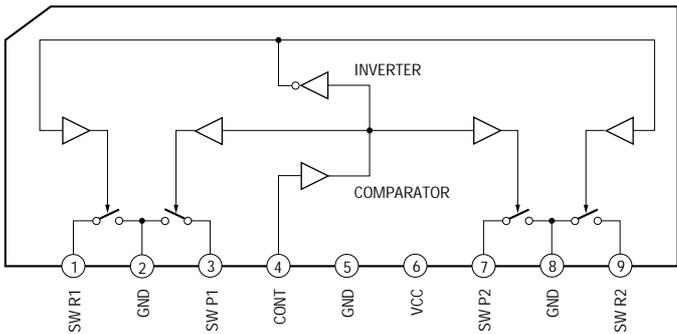 INVERTER
COMPARATOR
1 2 3 4 5 6 7 8 9
SW R1
GND
SW P1
CONT
GND
VCC
SW P2
GND
SW R2